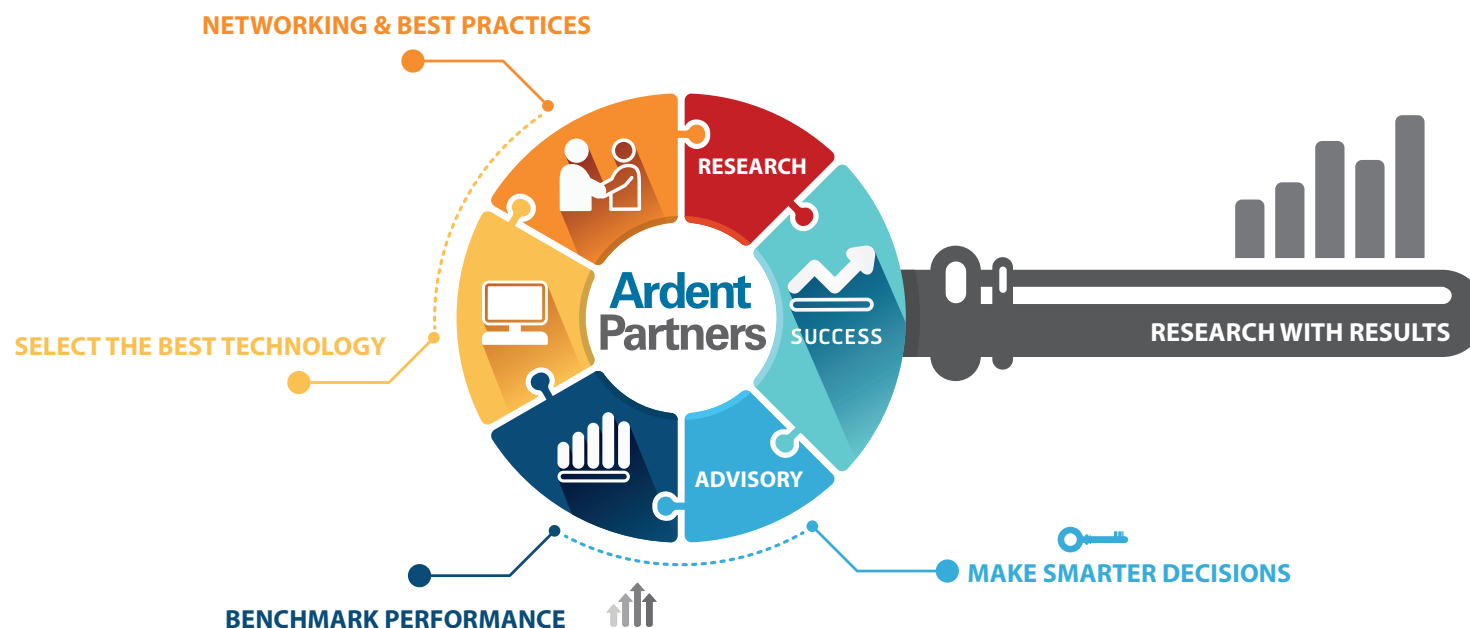 NETWORKING & BEST PRACTICES
RESEARCH
Ardent
Partners
SUCCESS
RESEARCH WITH RESULTS
SELECT THE BEST TECHNOLOGY
ADVISORY
MAKE SMARTER DECISIONS
BENCHMARK PERFORMANCE